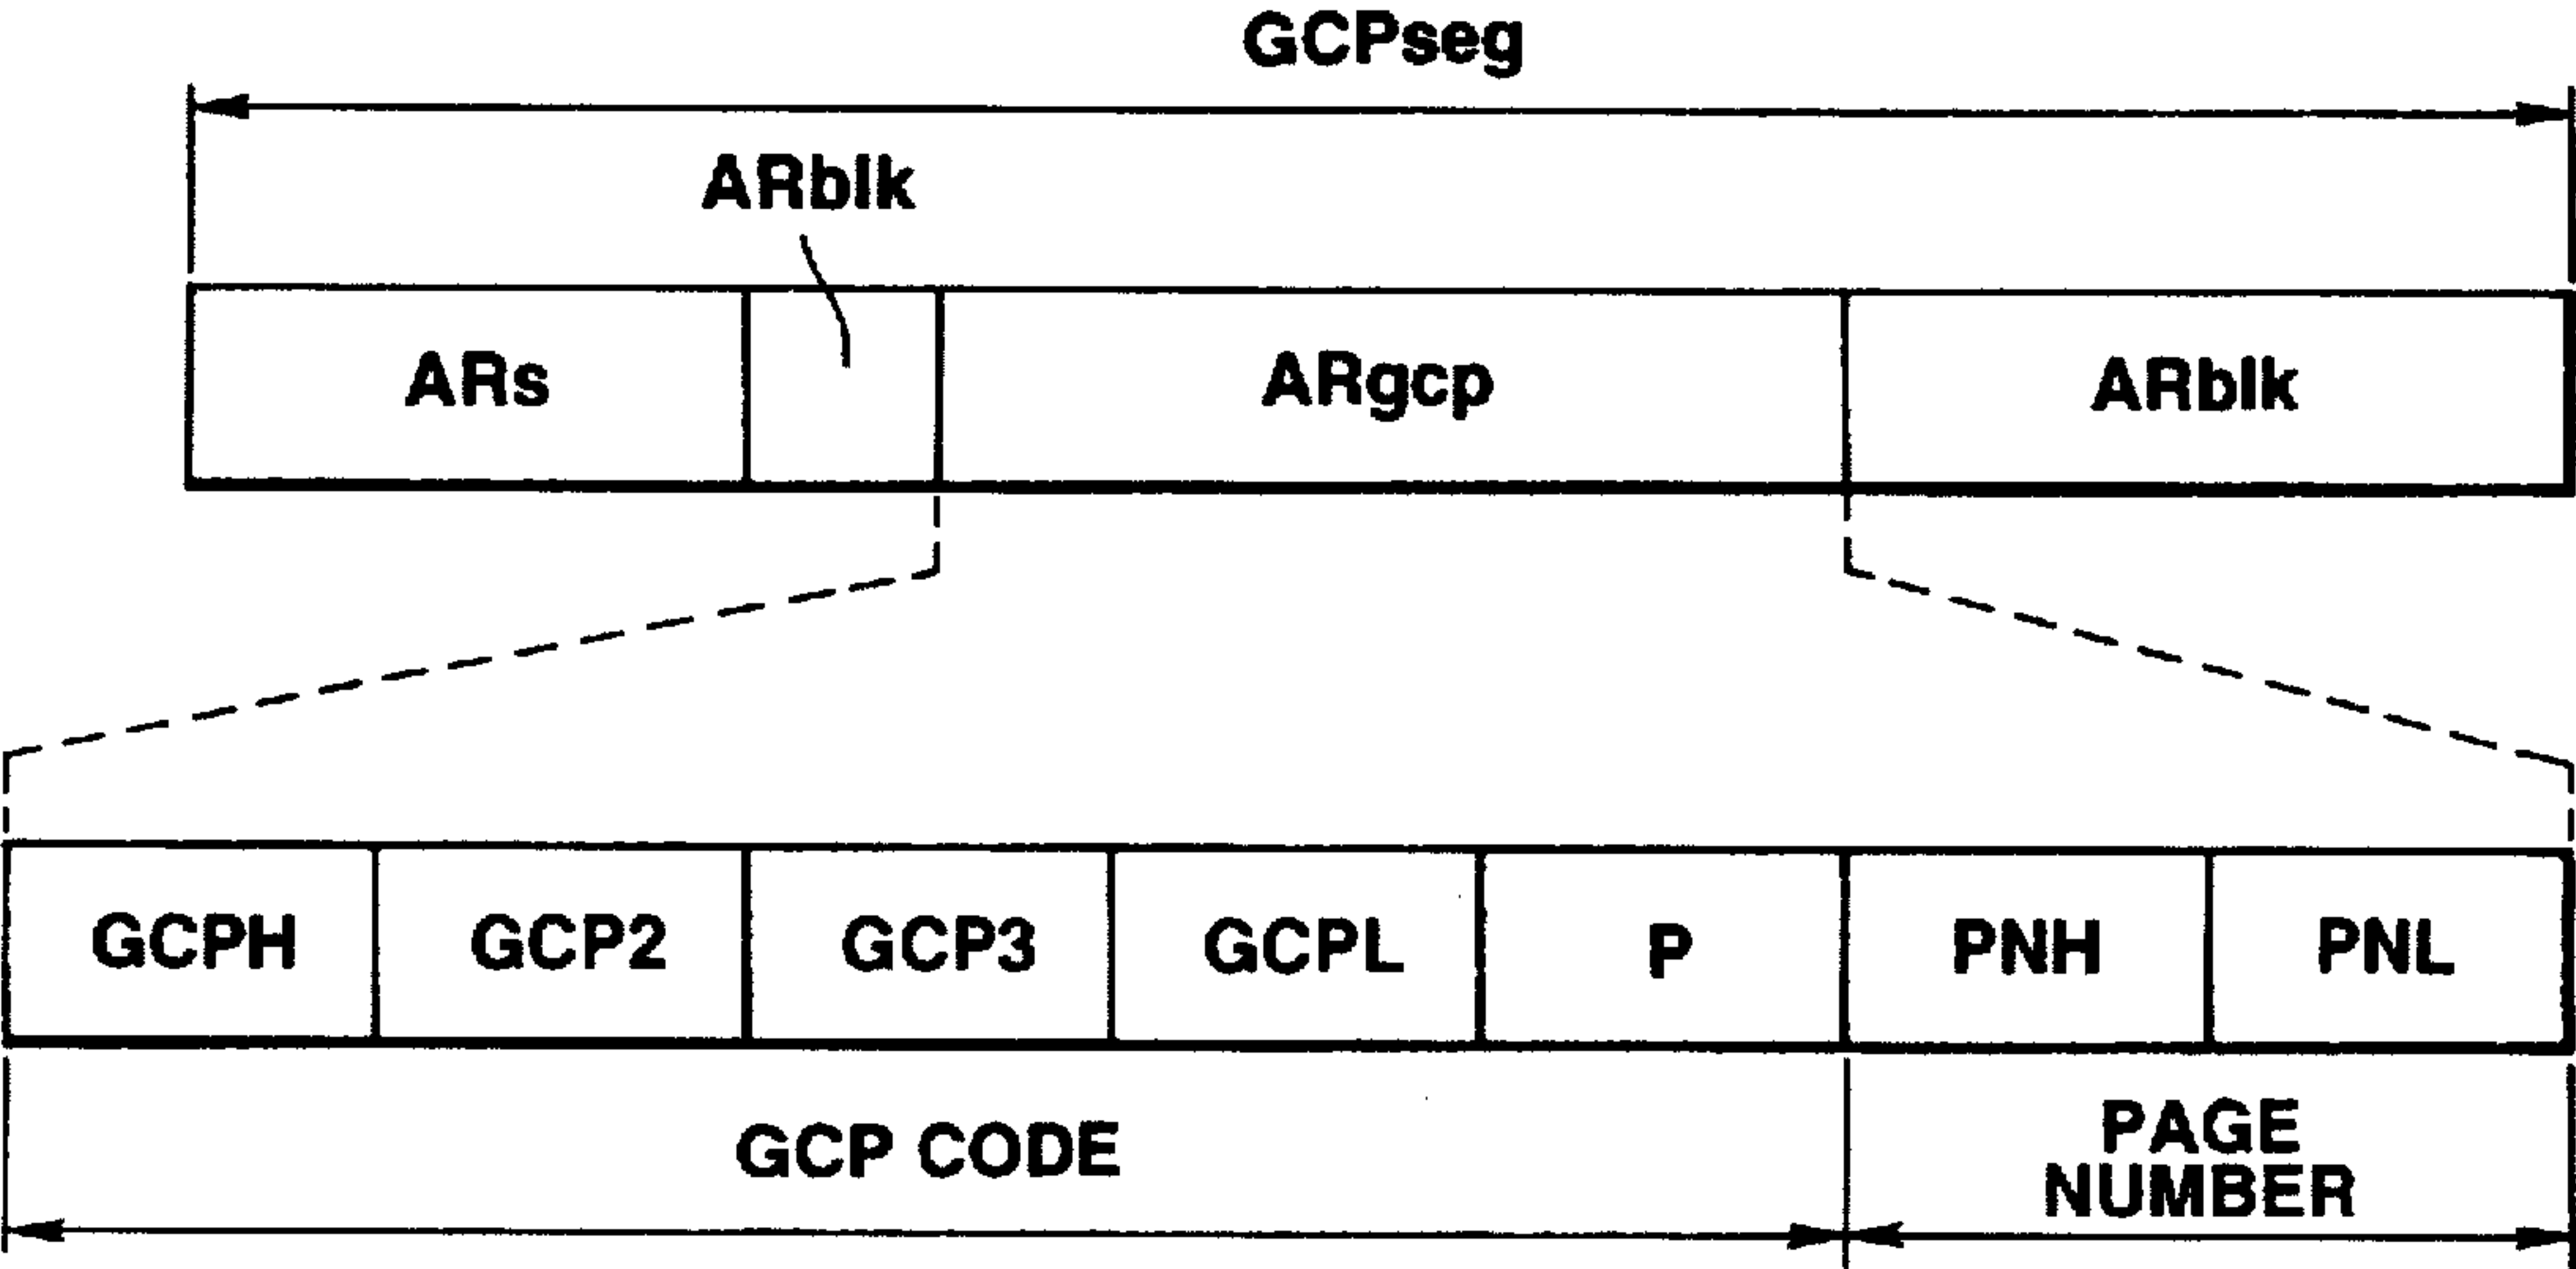 GCPseg
ARblk
ARs ARgcp ARblk
GCPH GCP2 GCP3 GCPL P PNH PNL
GCP CODE
PAGE
NUMBER